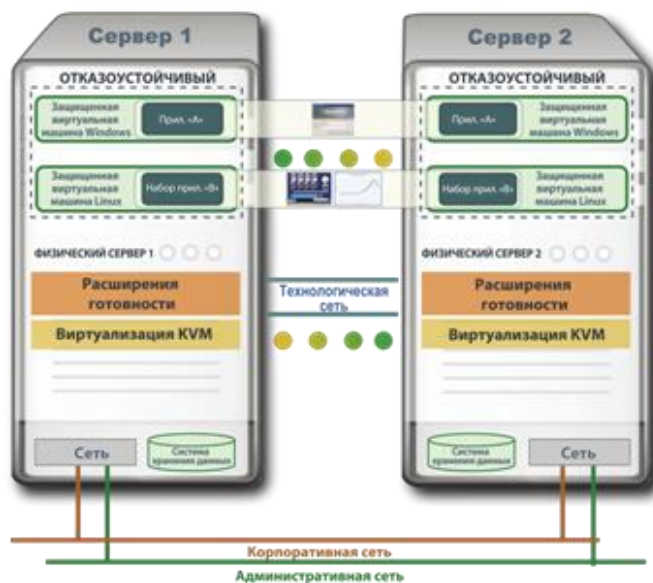 Сервер 1
ОТКАЗОУСТОЙЧИВЫЙ
Защищенная
виртуальная
машина Windows
Прил. «А»
Защищенная
виртуальная
машина Linux
Набор прил. «В»
ФИЗИЧЕСКИЙ СЕРВЕР 1
Расширения
готовности
Виртуализация KVM
Сеть
Система
хранения данных
Технологическая
сеть
Сервер 2
ОТКАЗОУСТОЙЧИВЫЙ
Прил. «А»
Защищенная
виртуальная
машина Windows
Набор прил. «В»
Защищенная
виртуальная
машина Linux
ФИЗИЧЕСКИЙ СЕРВЕР 2
Расширения
готовности
Виртуализация KVM
Система
хранения данных
Сеть
Корпоративная сеть
Административная сеть